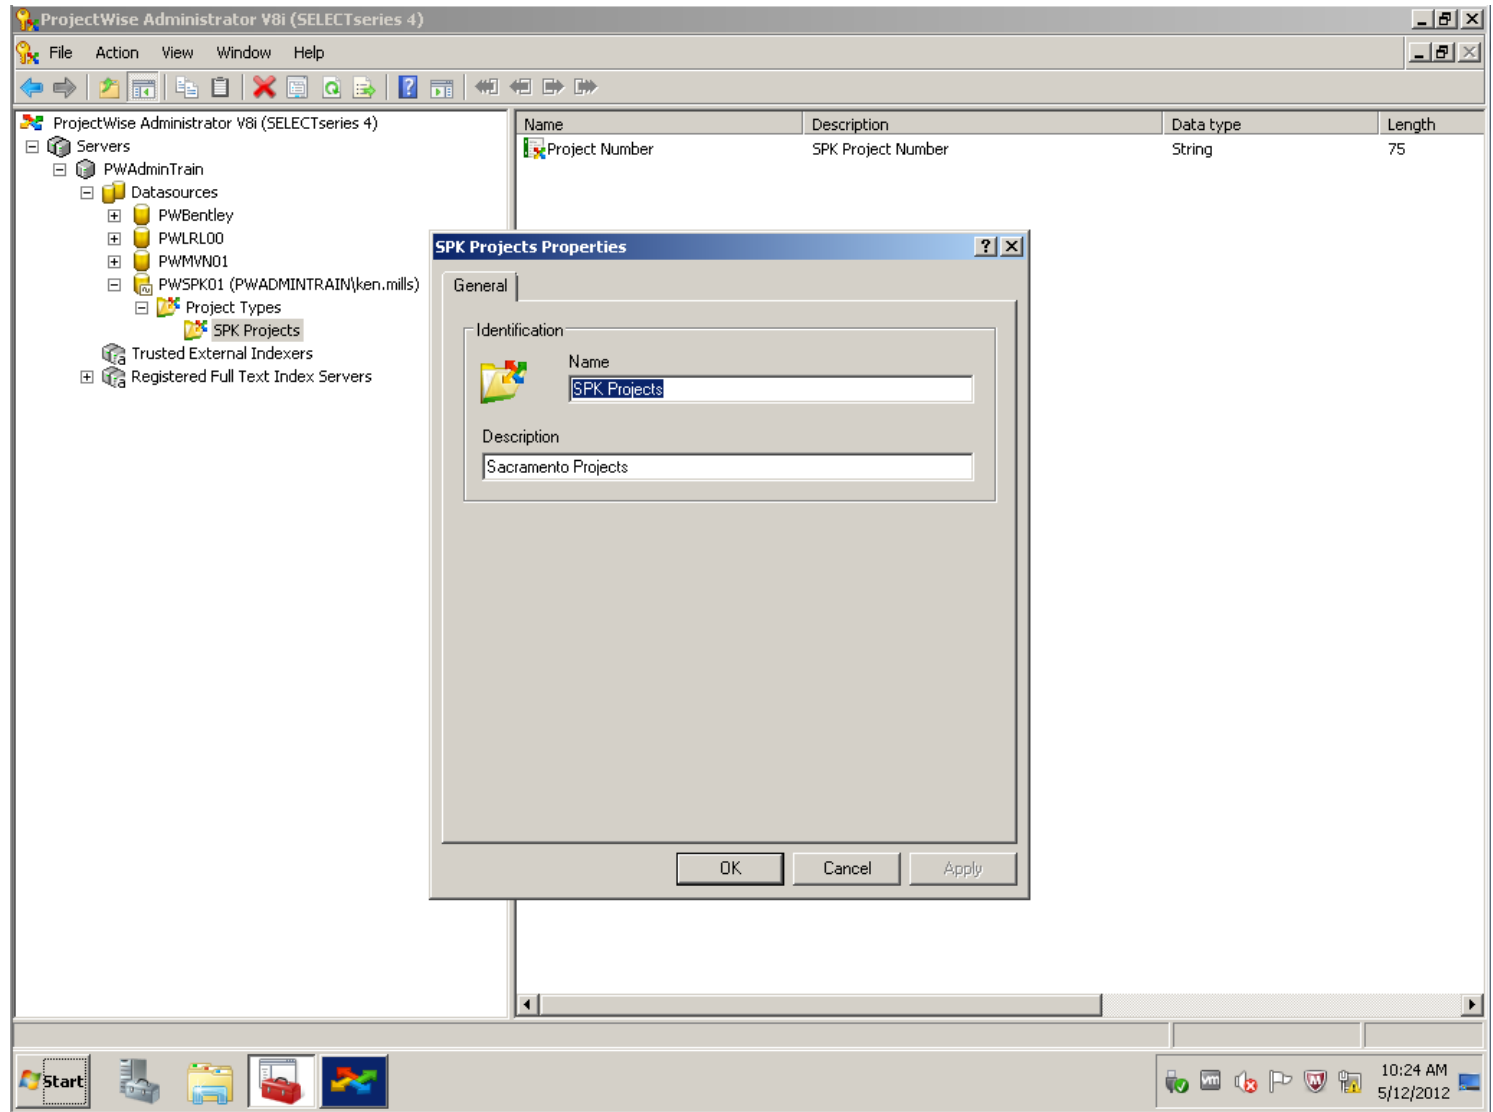 ProjectWise Administrator V8i (SELECTseries 4)
File Action View Window Help
ProjectWise Administrator V8i (SELECTseries 4)
Servers
PWAdminTrain
Datasources
PWBentley
PWLRL00
PWMVN01
PWSPK01 (PWADMINTRAIN\ken.mills)
Project Types
SPK Projects
Trusted External Indexers
Registered Full Text Index Servers
Name Description Data type Length
Project Number SPK Project Number String 75
SPK Projects Properties
General
Identification
Name
SPK Projects
Description
Sacramento Projects
OK Cancel Apply
Start
10:24 AM
5/12/2012